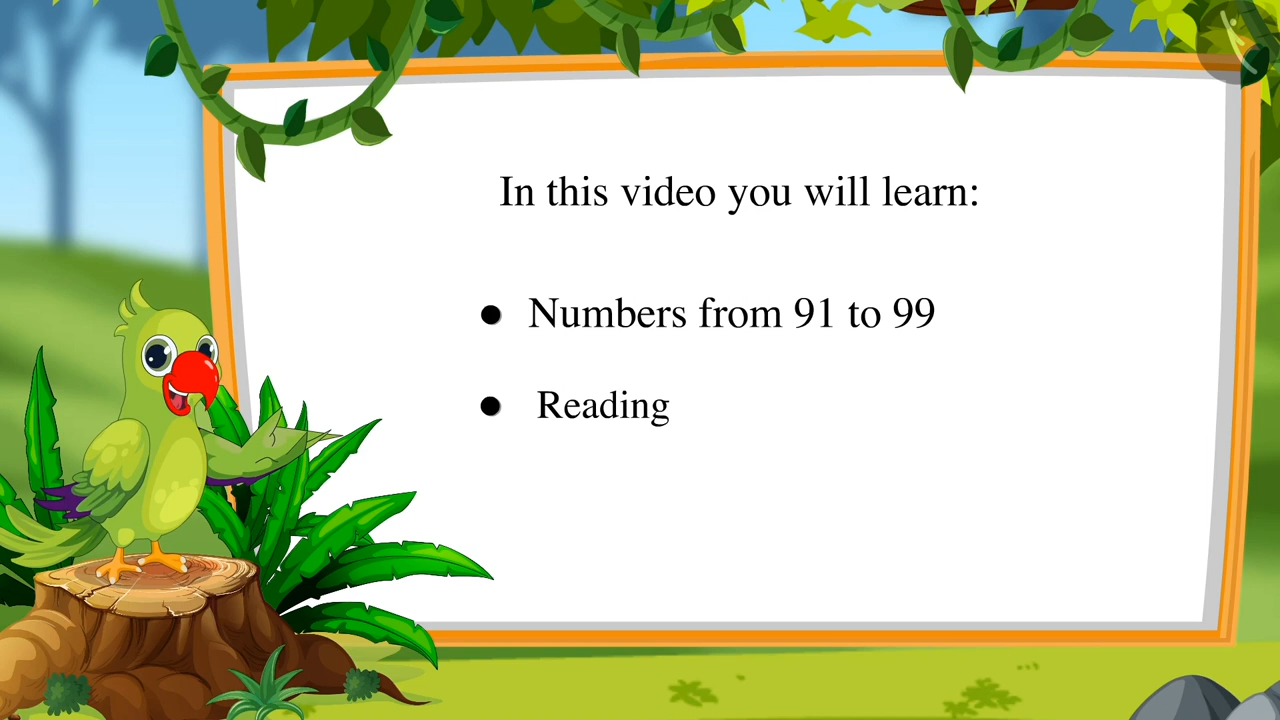 In this video you will learn:
● Numbers from 91 to 99
● Reading